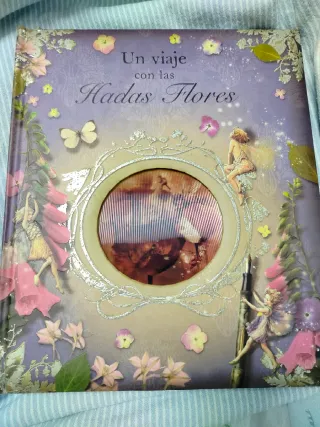 Un viaje
con las
Hadas Flores